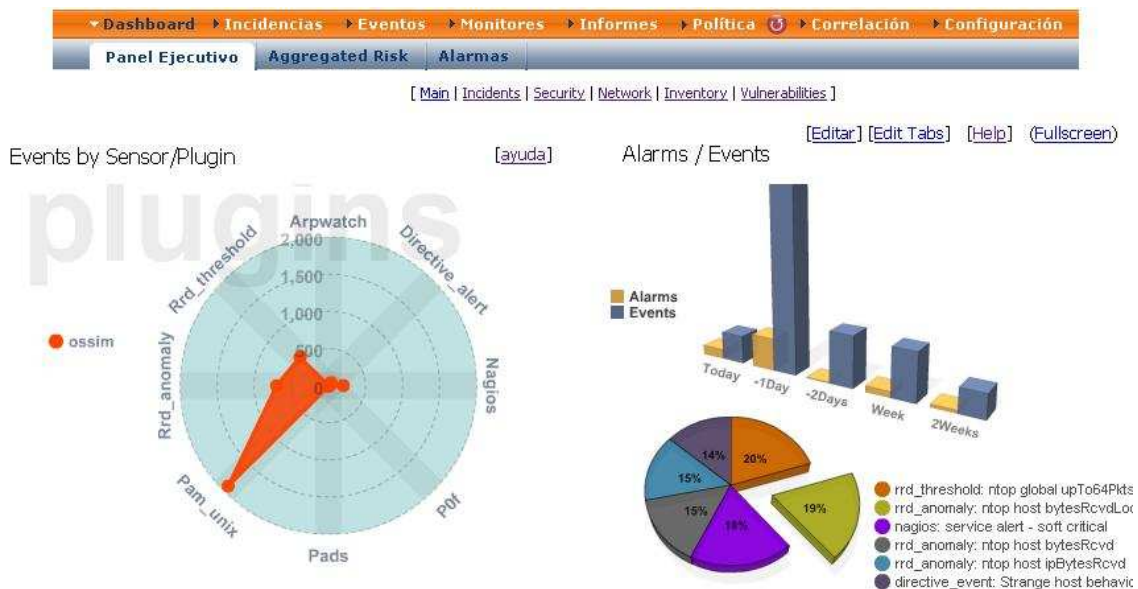 Dashboard Incidencias Eventos Monitores Informes Política Correlación Configuración
Panel Ejecutivo Aggregated Risk Alarmas
[ Main | Incidents | Security | Network | Inventory | Vulnerabilities ]
[Editar] [Edit Tabs] [Help] (Fullscreen)
Events by Sensor/Plugin [ayuda]
plugins
Arpwatch
Directive_alert
Nagios
P0f
Pads
Pam_unix
Rrd_anomaly
Rrd_threshold
2,000
1,500
1,000
500
0
ossim
Alarms / Events
Alarms
Events
Today -1Day -2Days Week 2Weeks
14%
20%
15%
19%
15%
18%
rrd_threshold: ntop global upTo64Pkts
rrd_anomaly: ntop host bytesRcvdLoc
nagios: service alert - soft critical
rrd_anomaly: ntop host bytesRcvd
rrd_anomaly: ntop host ipBytesRcvd
directive_event: Strange host behavio